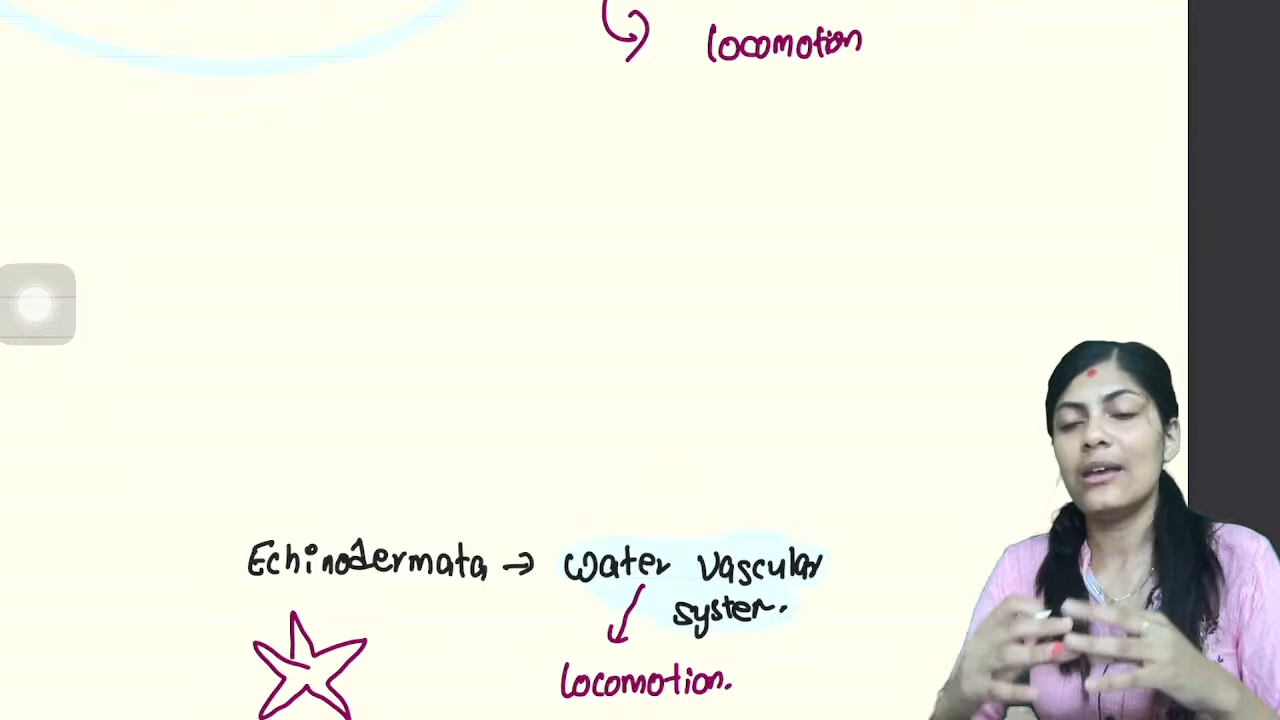 locomotion
Echinodermata → water vascular
system.
locomotion.